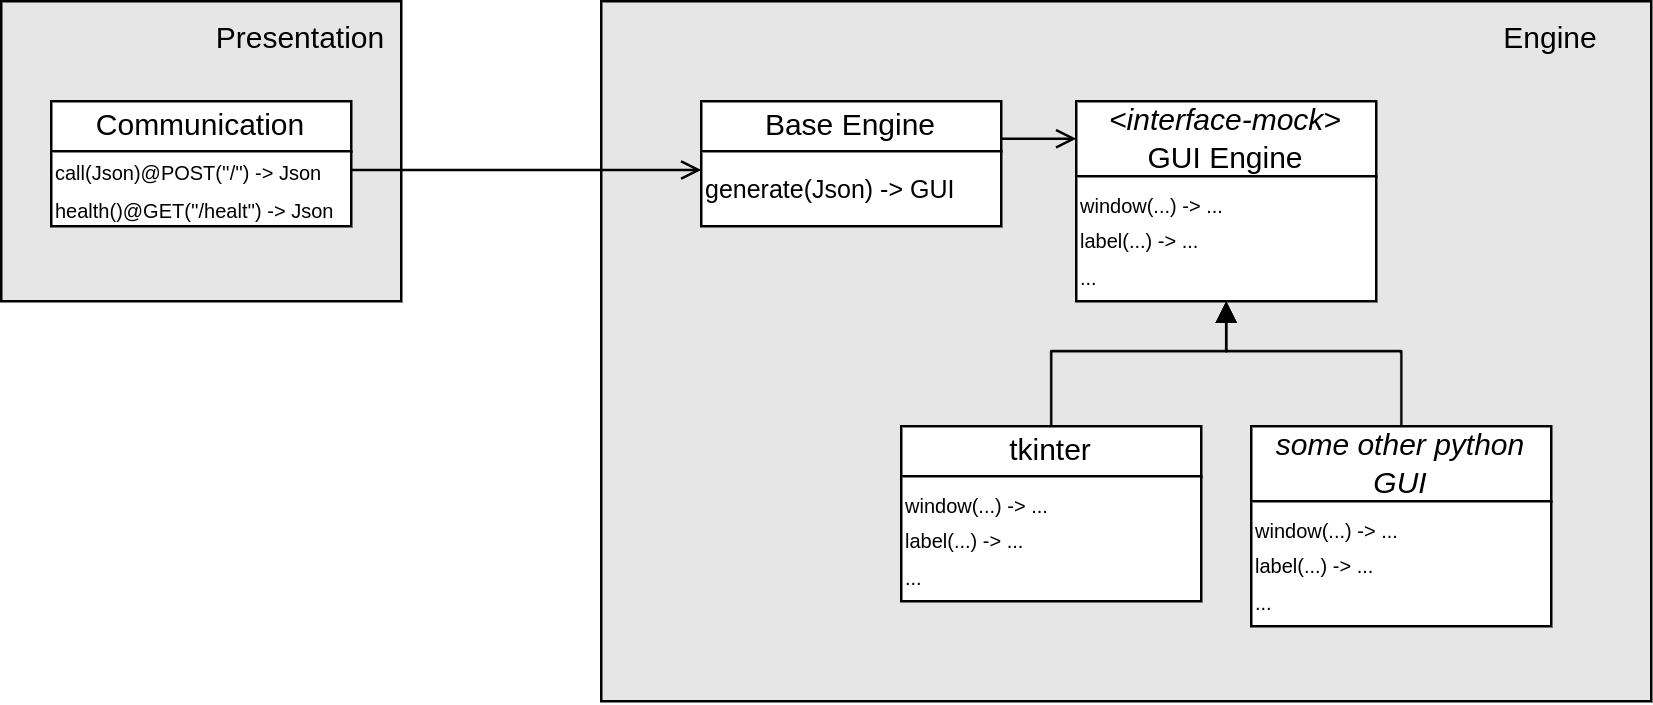 Presentation
Communication
call(Json)@POST("/") -> Json
health()@GET("/healt") -> Json
Engine
Base Engine
generate(Json) -> GUI
<interface-mock>
GUI Engine
window(...) -> ...
label(...) -> ...
...
tkinter
window(...) -> ...
label(...) -> ...
...
some other python
GUI
window(...) -> ...
label(...) -> ...
...